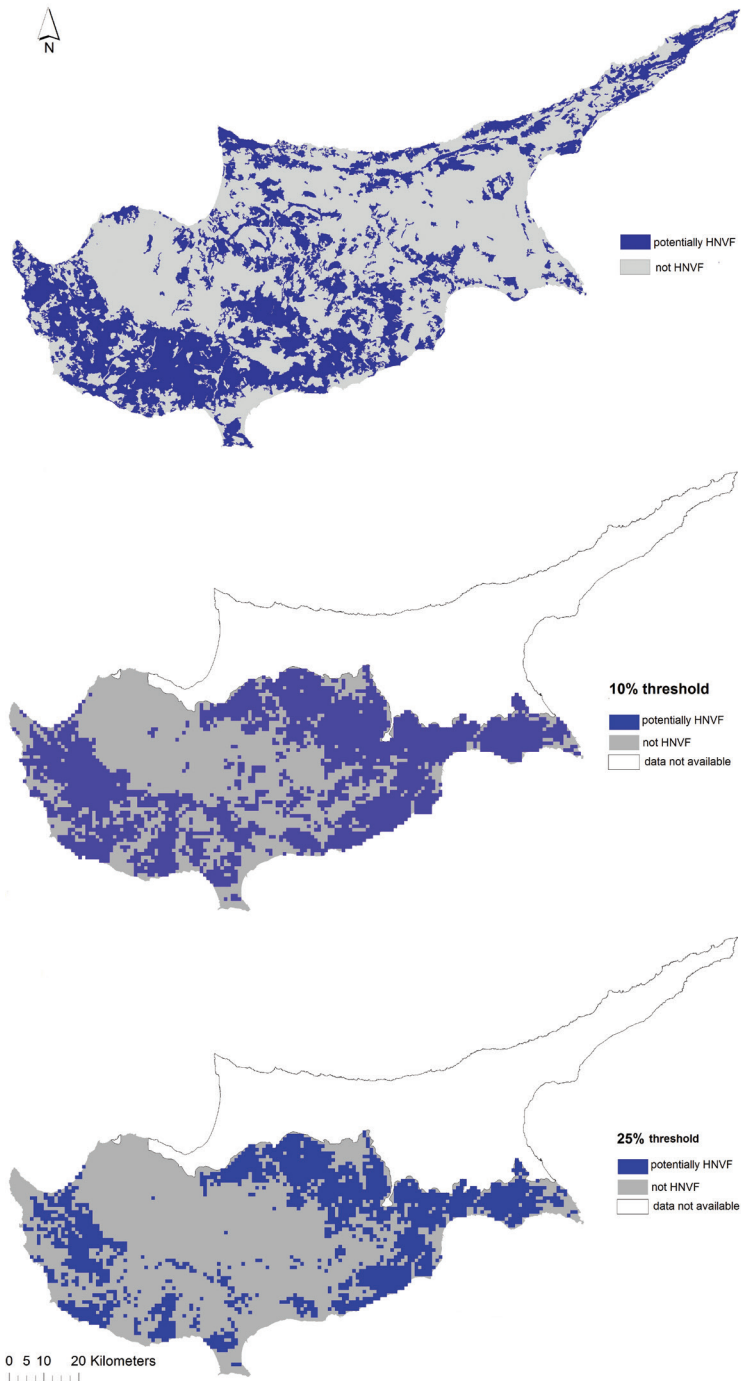 N
potentially HNVF
not HNVF
10% threshold
potentially HNVF
not HNVF
data not available
25% threshold
potentially HNVF
not HNVF
data not available
0 5 10 20 Kilometers